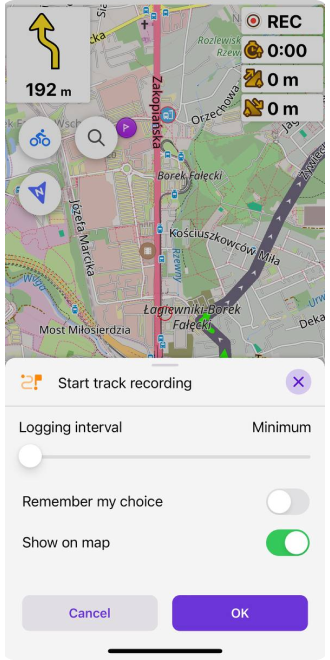 REC
0:00
0 m
0 m
192 m
Zakopiańska
Orzechowa
Borek Fałęcki
Kościuszkowców
Miła
Józefa Marcika
Rzewny
Łagiewniki-Borek
Fałęcki
Most Miłosierdzia
Start track recording
Logging interval
Minimum
Remember my choice
Show on map
Cancel
OK